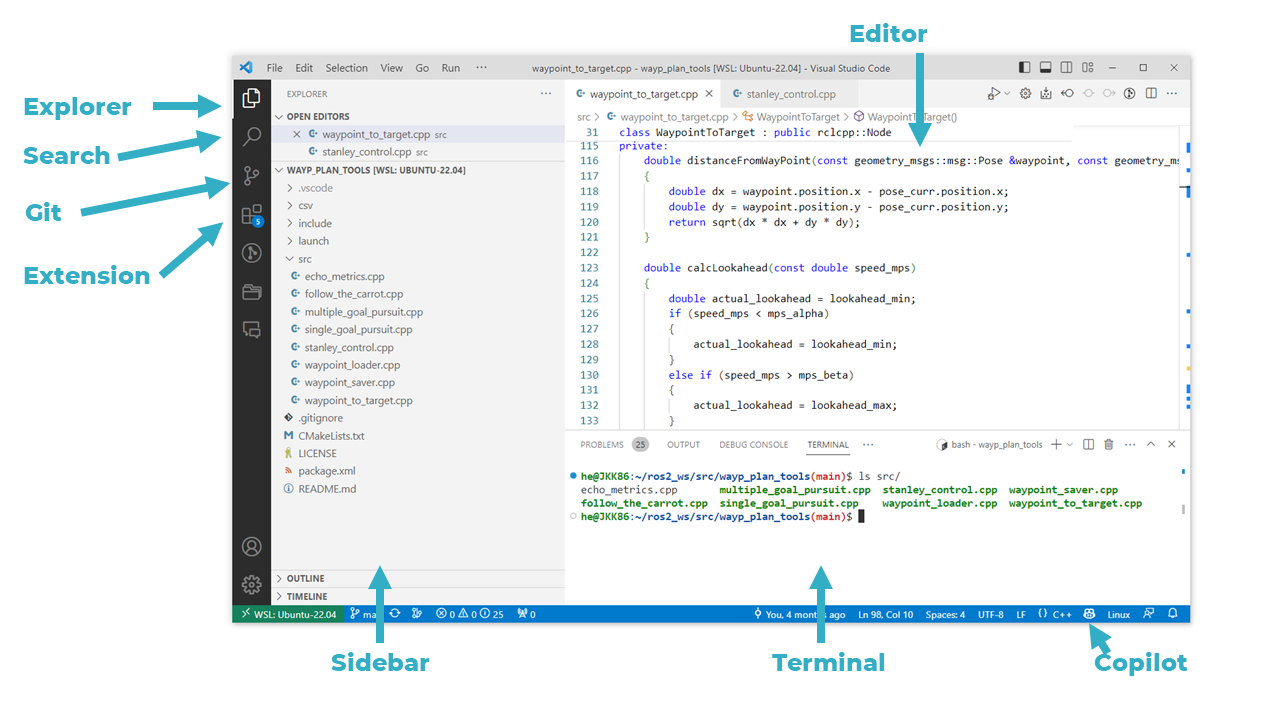 Editor
Explorer
Search
Git
Extension
File Edit Selection View Go Run ··· waypoint_to_target.cpp - wayp_plan_tools [WSL: Ubuntu-22.04] - Visual Studio Code
EXPLORER ···
OPEN EDITORS
waypoint_to_target.cpp src
stanley_control.cpp src
WAYP_PLAN_TOOLS [WSL: UBUNTU-22.04]
.vscode
csv
include
launch
src
echo_metrics.cpp
follow_the_carrot.cpp
multiple_goal_pursuit.cpp
single_goal_pursuit.cpp
stanley_control.cpp
waypoint_loader.cpp
waypoint_saver.cpp
waypoint_to_target.cpp
.gitignore
CMakeLists.txt
LICENSE
package.xml
README.md
OUTLINE
TIMELINE
5
waypoint_to_target.cpp stanley_control.cpp
src > waypoint_to_target.cpp > WaypointToTarget > WaypointToTarget()
31 class WaypointToTarget : public rclcpp::Node
115 private:
116 double distanceFromWayPoint(const geometry_msgs::msg::Pose &waypoint, const geometry_ms
117 {
118 double dx = waypoint.position.x - pose_curr.position.x;
119 double dy = waypoint.position.y - pose_curr.position.y;
120 return sqrt(dx * dx + dy * dy);
121 }
122
123 double calcLookahead(const double speed_mps)
124 {
125 double actual_lookahead = lookahead_min;
126 if (speed_mps < mps_alpha)
127 {
128 actual_lookahead = lookahead_min;
129 }
130 else if (speed_mps > mps_beta)
131 {
132 actual_lookahead = lookahead_max;
133 }
PROBLEMS 25 OUTPUT DEBUG CONSOLE TERMINAL ··· bash - wayp_plan_tools
he@JKK86:~/ros2_ws/src/wayp_plan_tools(main)$ ls src/
echo_metrics.cpp multiple_goal_pursuit.cpp stanley_control.cpp waypoint_saver.cpp
follow_the_carrot.cpp single_goal_pursuit.cpp waypoint_loader.cpp waypoint_to_target.cpp
he@JKK86:~/ros2_ws/src/wayp_plan_tools(main)$
WSL: Ubuntu-22.04 0 0 25 0 You, 4 months ago Ln 98, Col 10 Spaces: 4 UTF-8 LF C++ Linux
Sidebar
Terminal
Copilot